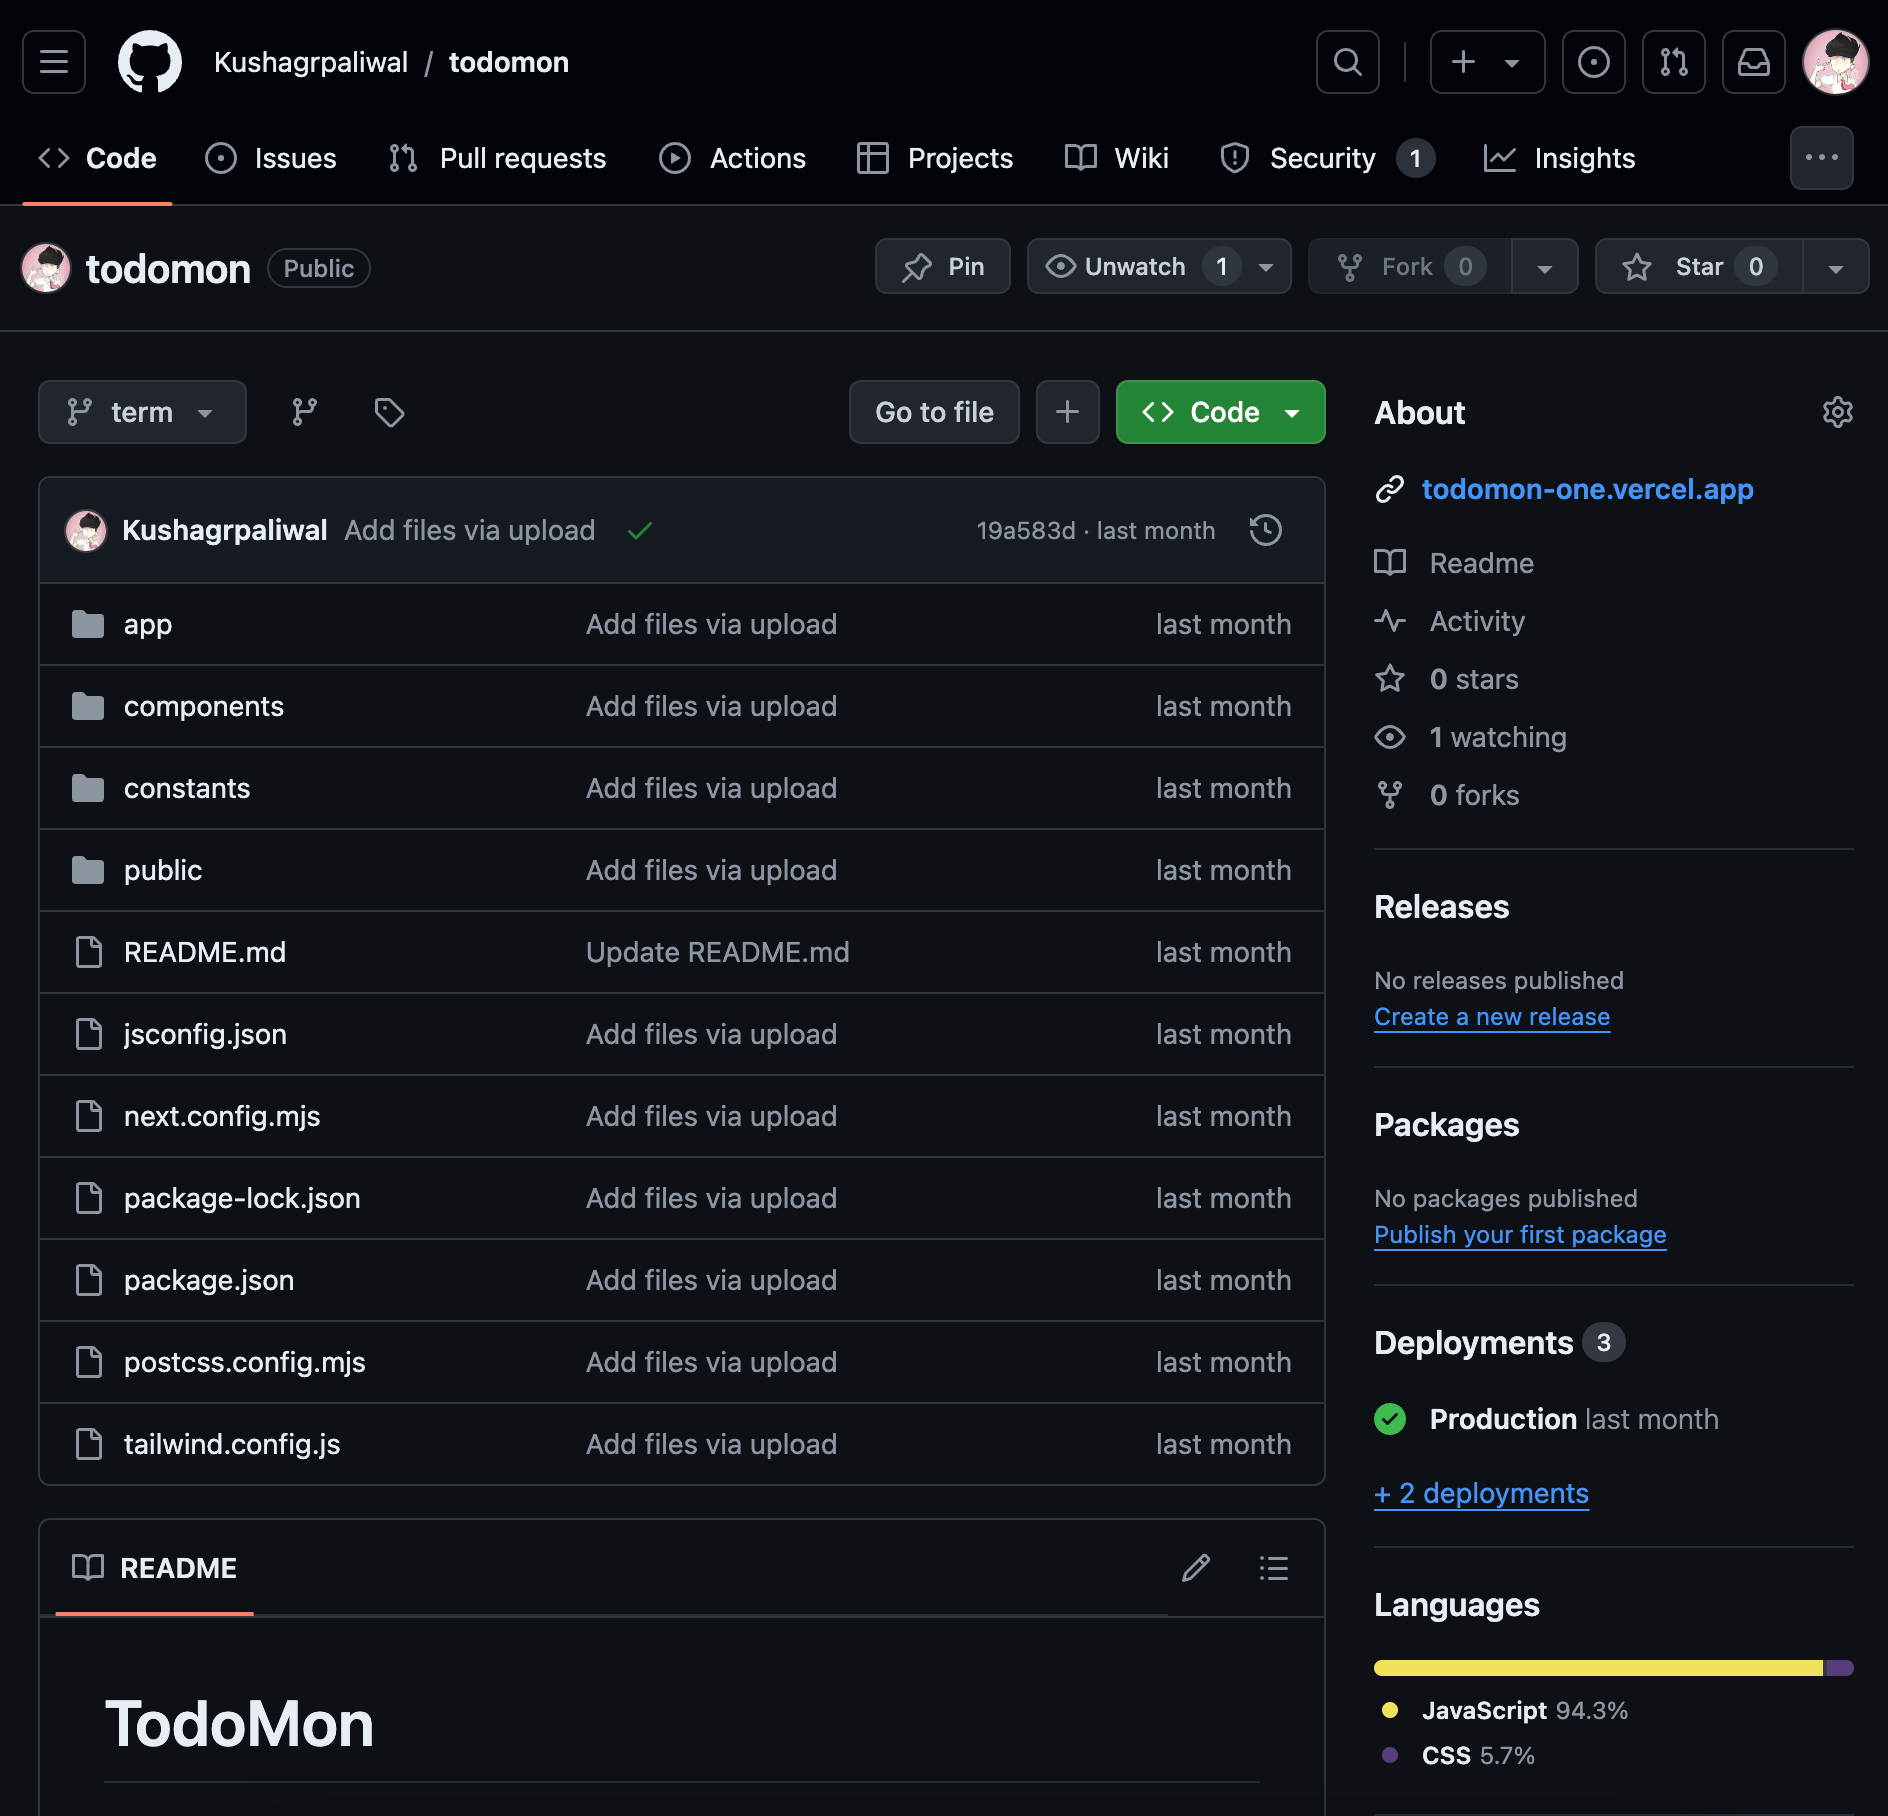 Kushagrpaliwal / todomon
Code Issues Pull requests Actions Projects Wiki Security 1 Insights
todomon Public Pin Unwatch 1 Fork 0 Star 0
term Go to file + Code
Kushagrpaliwal Add files via upload 19a583d · last month
app Add files via upload last month
components Add files via upload last month
constants Add files via upload last month
public Add files via upload last month
README.md Update README.md last month
jsconfig.json Add files via upload last month
next.config.mjs Add files via upload last month
package-lock.json Add files via upload last month
package.json Add files via upload last month
postcss.config.mjs Add files via upload last month
tailwind.config.js Add files via upload last month
README
TodoMon
About
todomon-one.vercel.app
Readme
Activity
0 stars
1 watching
0 forks
Releases
No releases published
Create a new release
Packages
No packages published
Publish your first package
Deployments 3
Production last month
+ 2 deployments
Languages
JavaScript 94.3%
CSS 5.7%